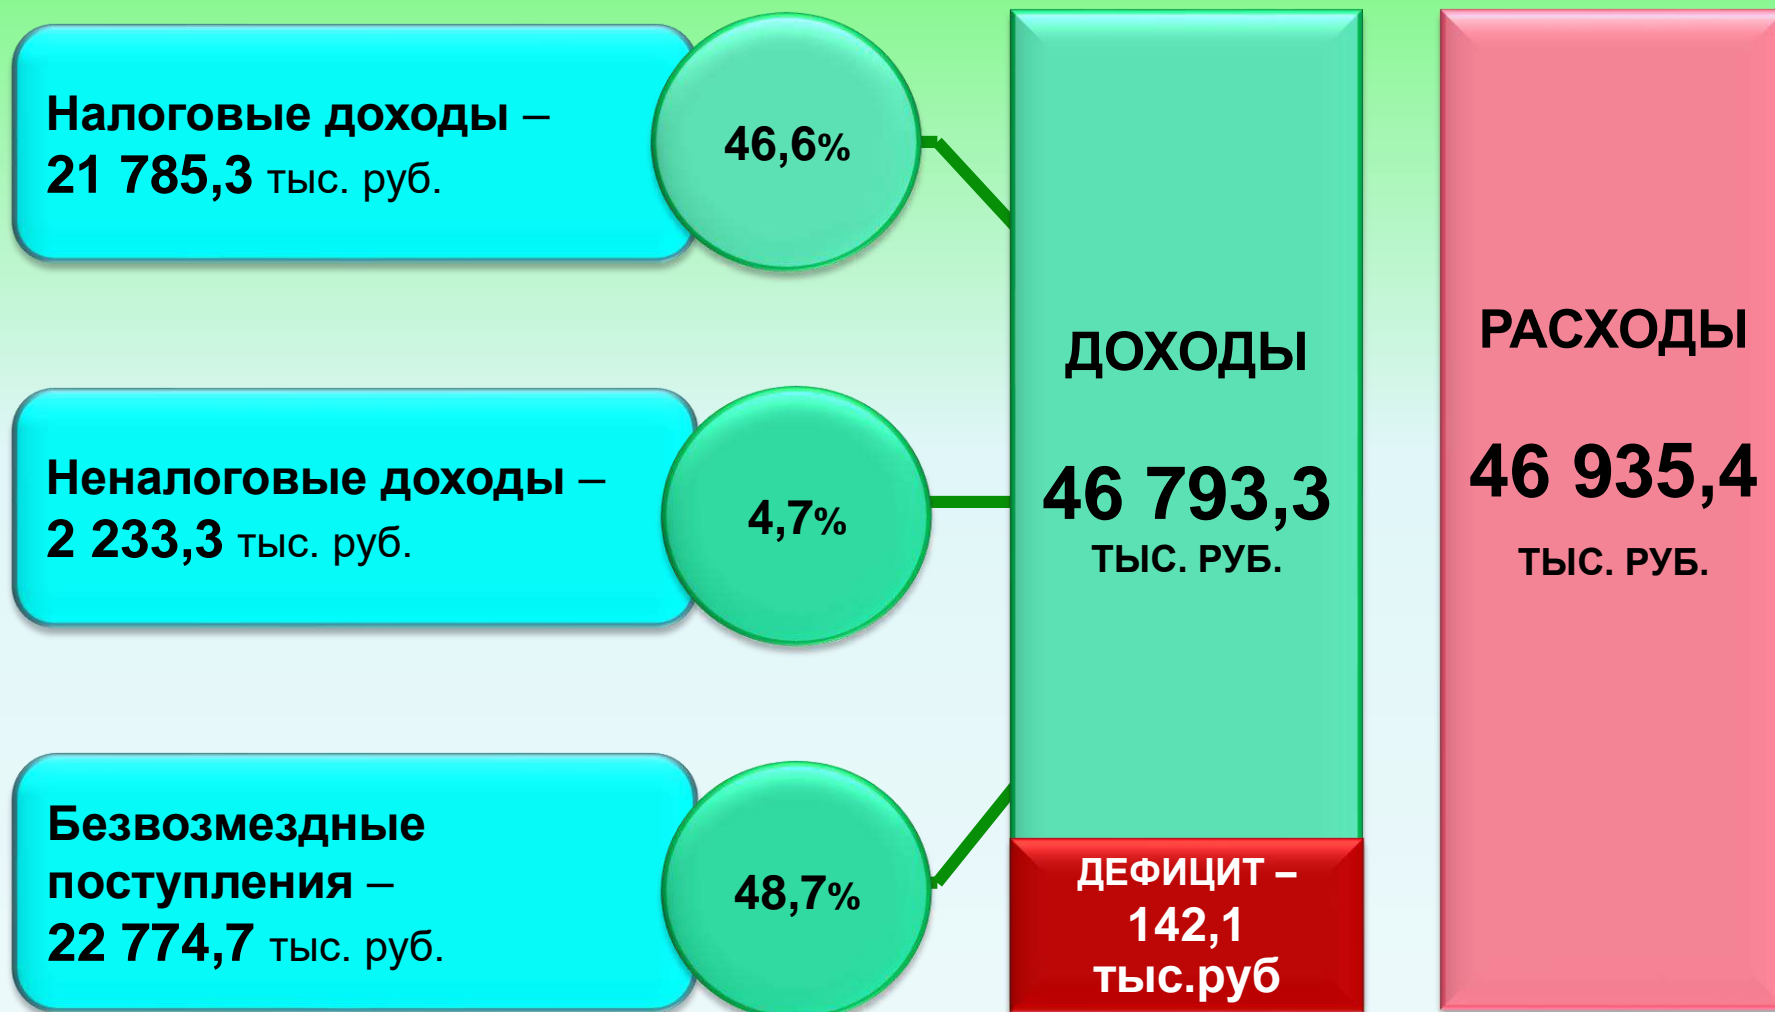 Налоговые доходы –
21 785,3 тыс. руб.
46,6%
Неналоговые доходы –
2 233,3 тыс. руб.
4,7%
Безвозмездные
поступления –
22 774,7 тыс. руб.
48,7%
ДОХОДЫ
46 793,3
ТЫС. РУБ.
ДЕФИЦИТ –
142,1
тыс.руб
РАСХОДЫ
46 935,4
ТЫС. РУБ.